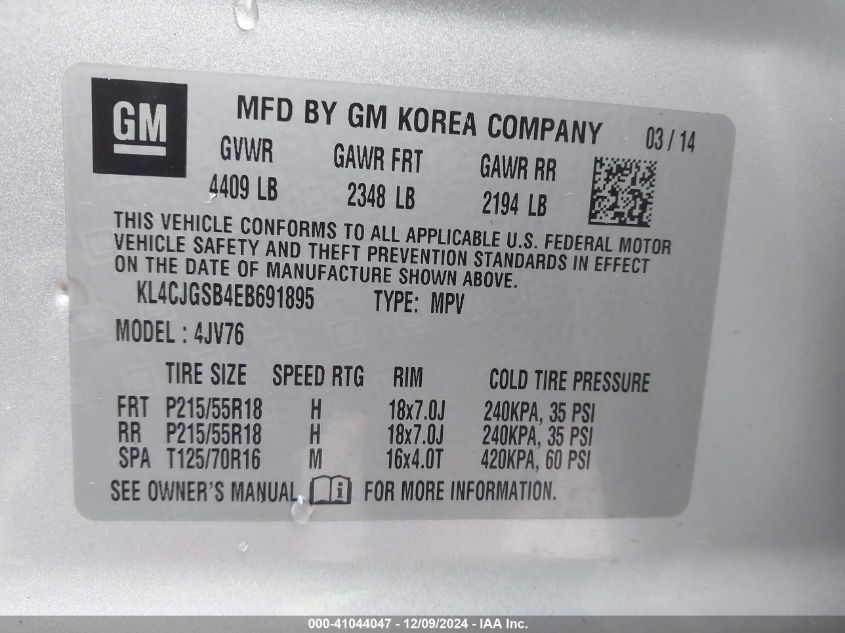 GM
MFD BY GM KOREA COMPANY 03 / 14
GVWR GAWR FRT GAWR RR
4409 LB 2348 LB 2194 LB
THIS VEHICLE CONFORMS TO ALL APPLICABLE U.S. FEDERAL MOTOR
VEHICLE SAFETY AND THEFT PREVENTION STANDARDS IN EFFECT
ON THE DATE OF MANUFACTURE SHOWN ABOVE.
KL4CJGSB4EB691895 TYPE: MPV
MODEL : 4JV76
TIRE SIZE SPEED RTG RIM COLD TIRE PRESSURE
FRT P215/55R18 H 18x7.0J 240KPA, 35 PSI
RR P215/55R18 H 18x7.0J 240KPA, 35 PSI
SPA T125/70R16 M 16x4.0T 420KPA, 60 PSI
SEE OWNER'S MANUAL i FOR MORE INFORMATION.
000-41044047 - 12/09/2024 - IAA Inc.